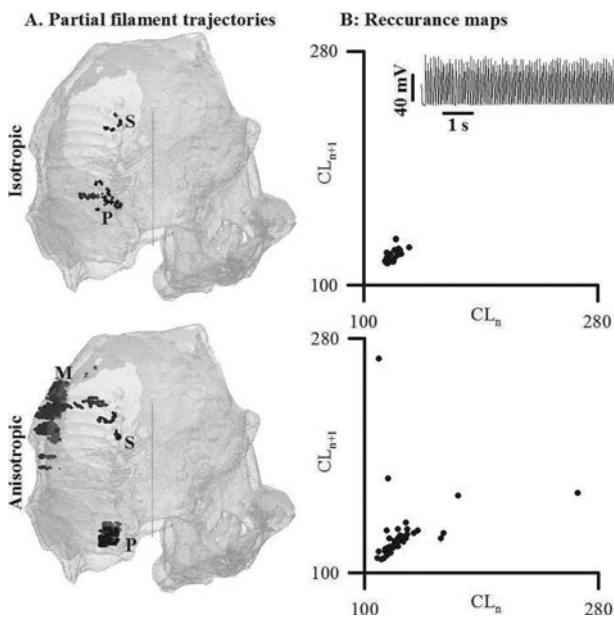 A. Partial filament trajectories
B: Reccurance maps
Isotropic
S
P
280
40 mV
1 s
CLn+1
100
100
CLn
280
Anisotropic
M
S
P
280
CLn+1
100
100
CLn
280